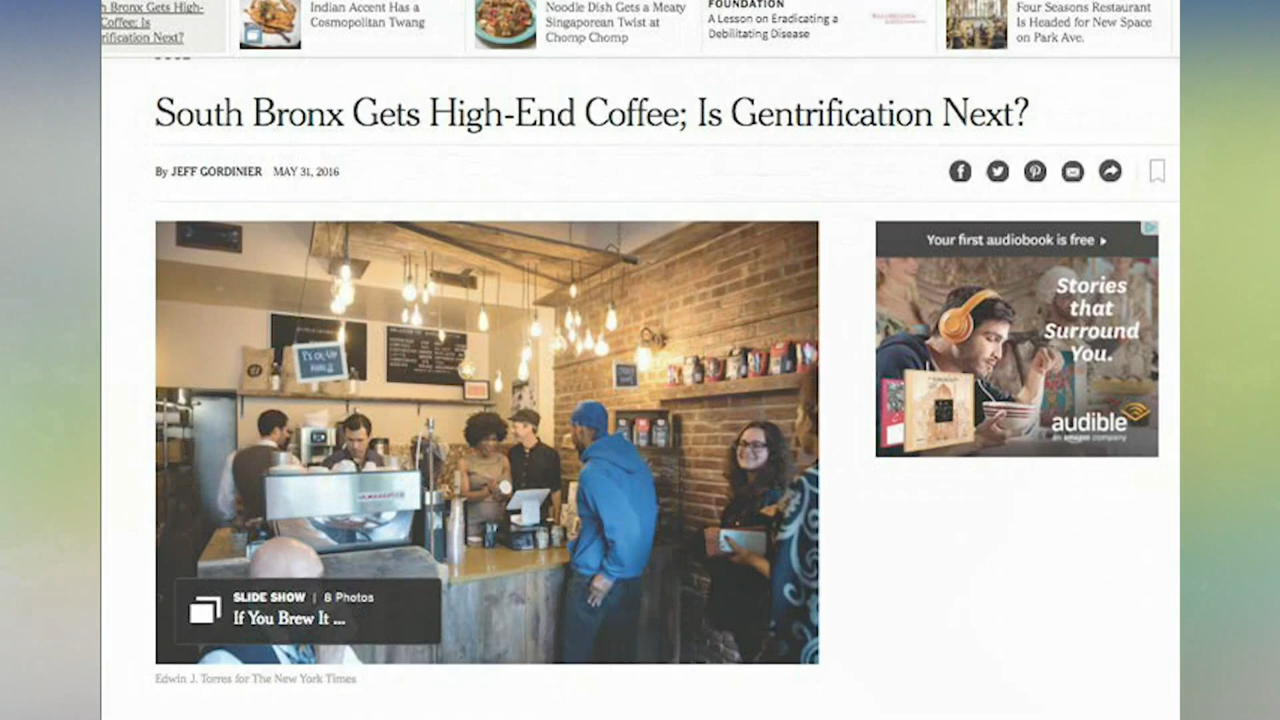 n Bronx Gets High-
Coffee; Is
rification Next?
Indian Accent Has a
Cosmopolitan Twang
Noodle Dish Gets a Meaty
Singaporean Twist at
Chomp Chomp
FOUNDATION
A Lesson on Eradicating a
Debilitating Disease
Four Seasons Restaurant
Is Headed for New Space
on Park Ave.
South Bronx Gets High-End Coffee; Is Gentrification Next?
By JEFF GORDINIER MAY 31, 2016
Your first audiobook is free
Stories
that
Surround
You.
audible
an amazon company
SLIDE SHOW | 8 Photos
If You Brew It ...
Edwin J. Torres for The New York Times